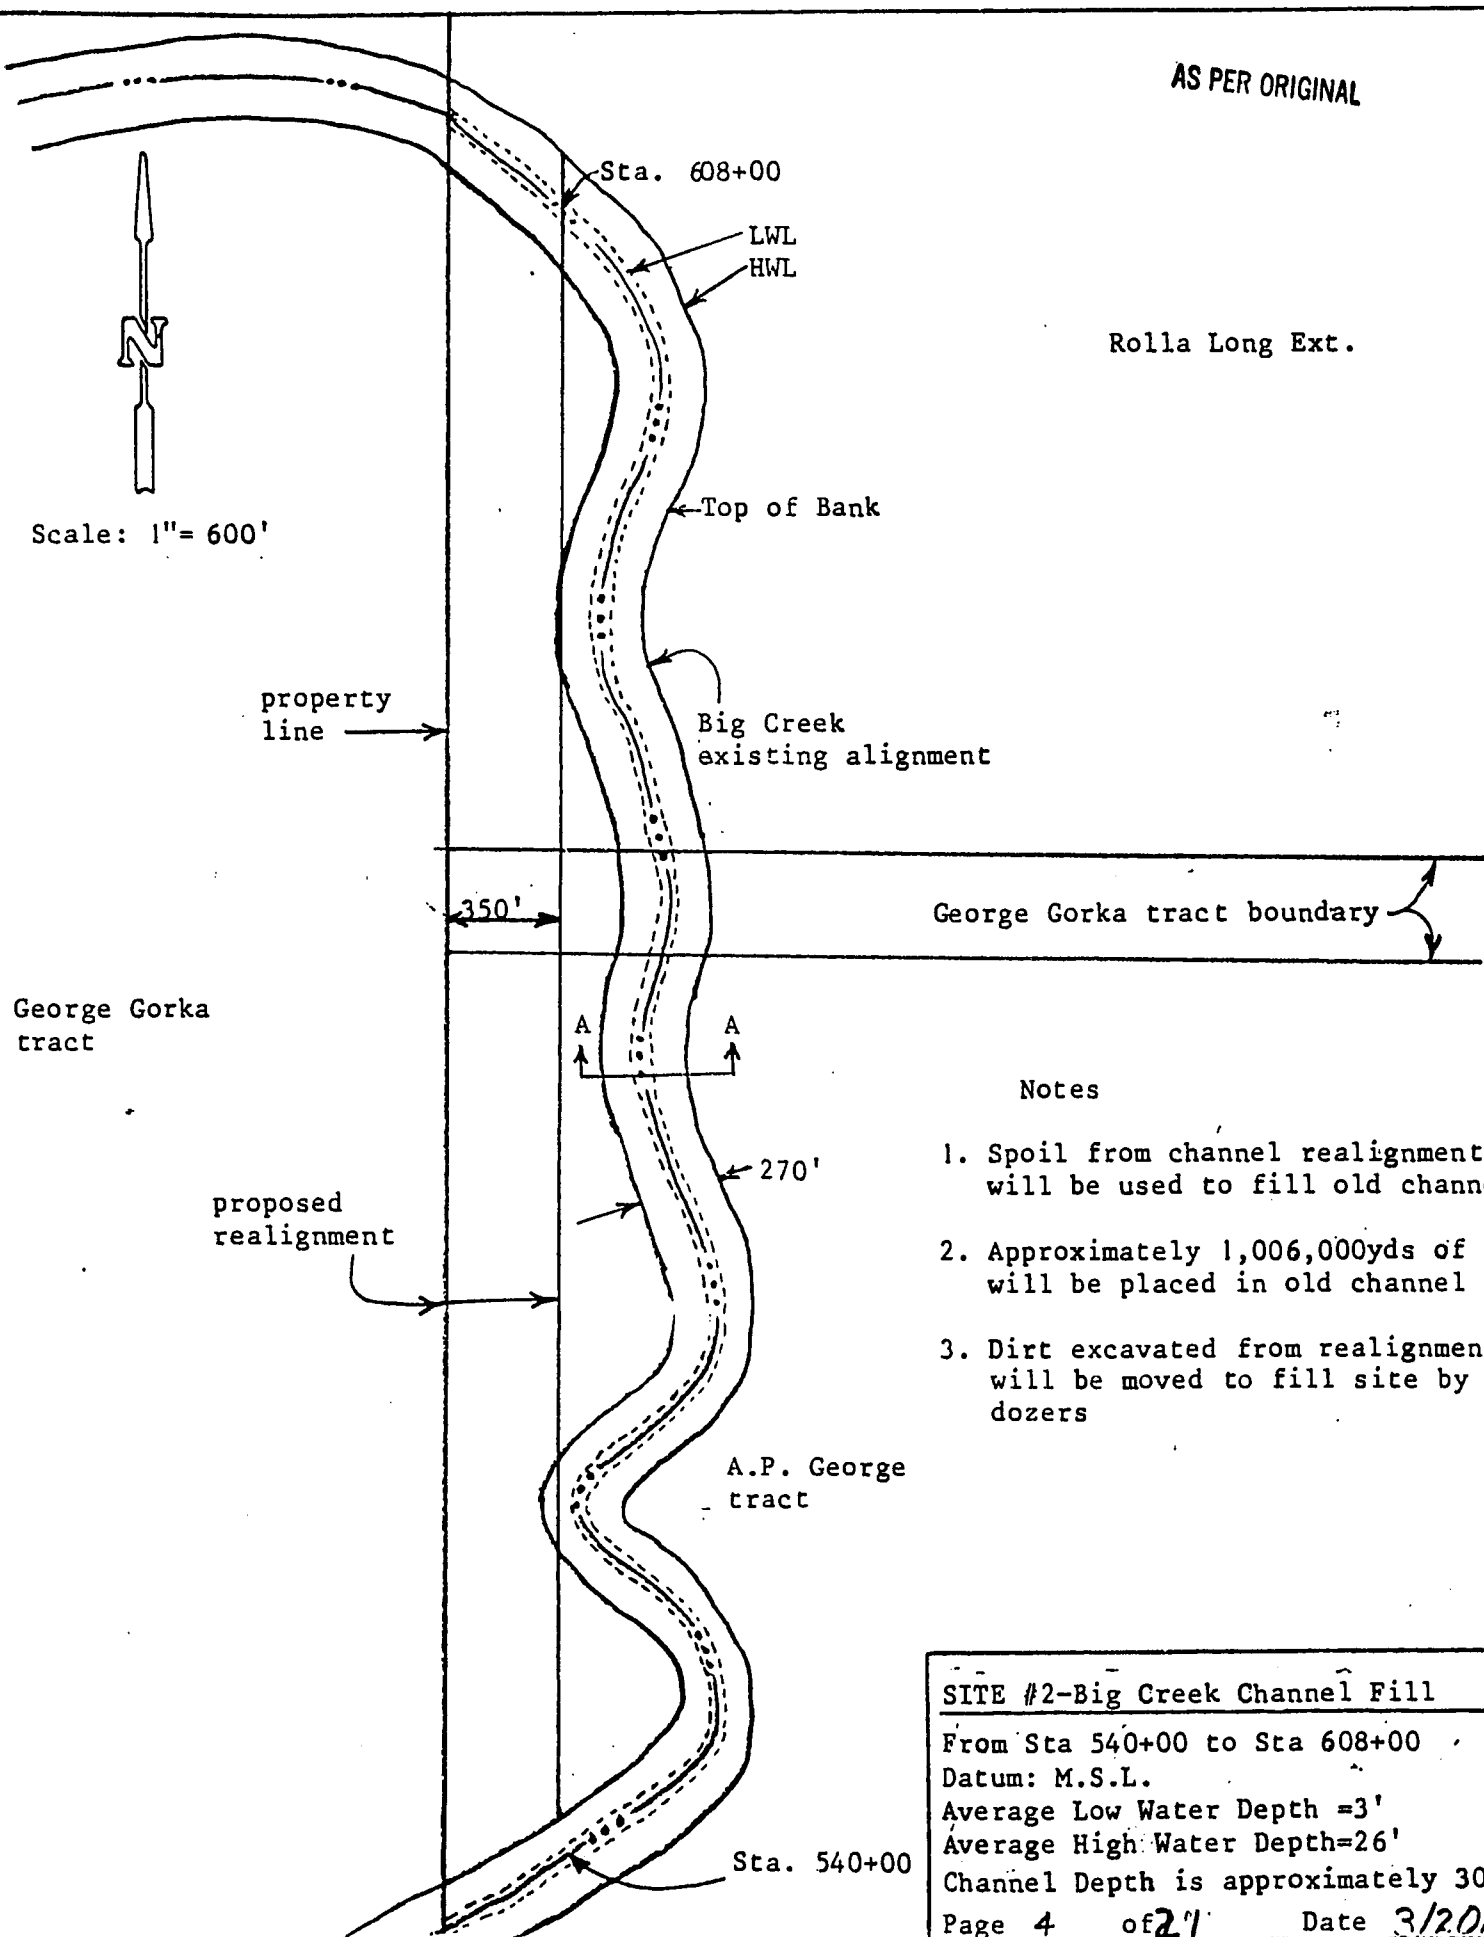 AS PER ORIGINAL
Sta. 608+00
LWL
HWL
N
Rolla Long Ext.
Scale: 1"= 600'
Top of Bank
property
line
Big Creek
existing alignment
350'
George Gorka tract boundary
George Gorka
tract
A A
Notes
270'
1. Spoil from channel realignment
will be used to fill old chann
proposed
realignment
2. Approximately 1,006,000yds of
will be placed in old channel
3. Dirt excavated from realignmen
will be moved to fill site by
dozers
A.P. George
tract
SITE #2-Big Creek Channel Fill
From Sta 540+00 to Sta 608+00
Datum: M.S.L.
Average Low Water Depth =3'
Average High Water Depth=26'
Sta. 540+00
Channel Depth is approximately 30
Page 4 of 27 Date 3/20/